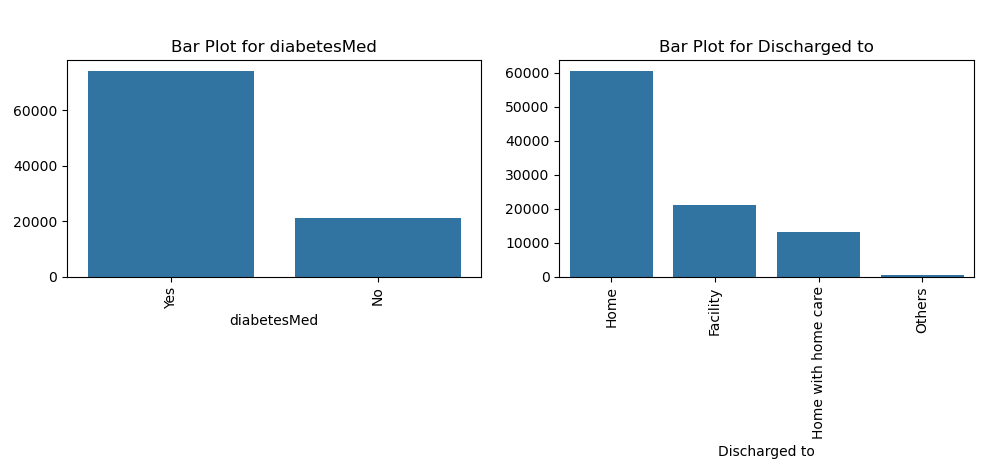 Bar Plot for diabetesMed
60000
40000
20000
0
Yes
No
diabetesMed
Bar Plot for Discharged to
60000
50000
40000
30000
20000
10000
0
Home
Facility
Home with home care
Others
Discharged to